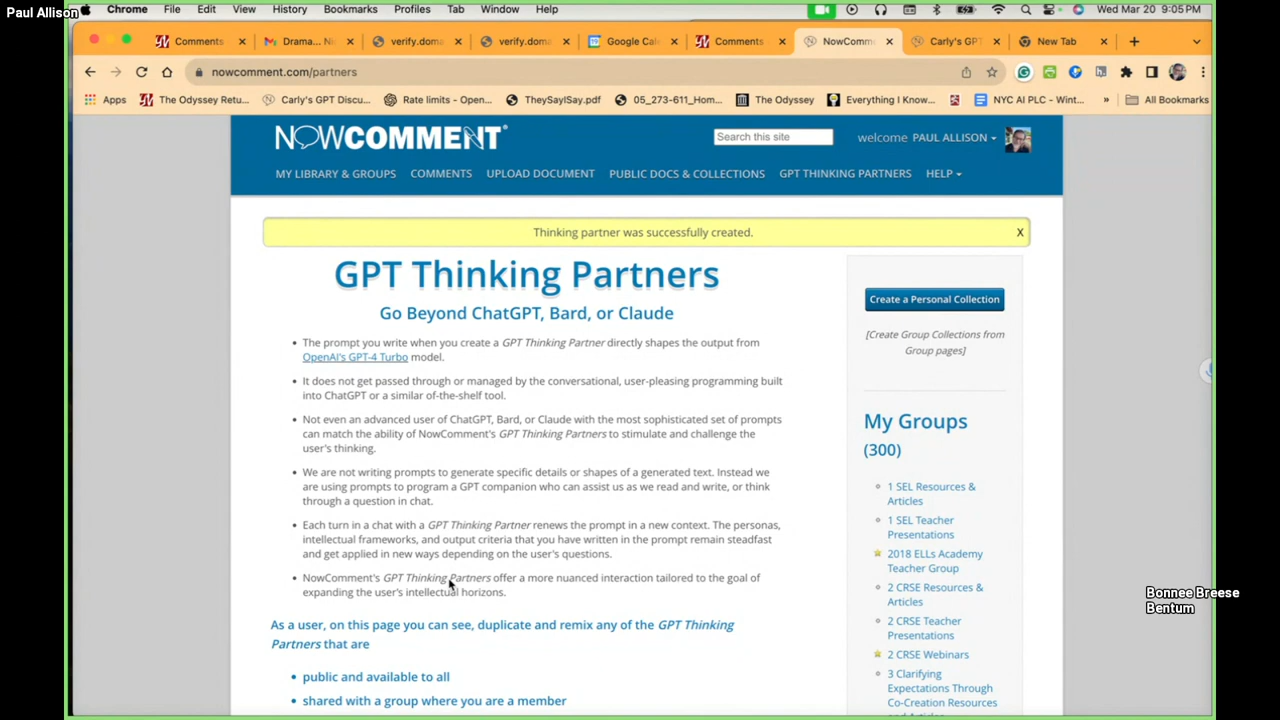 Paul Allison
Chrome File Edit View History Bookmarks Profiles Tab Window Help Wed Mar 20 9:05PM
Comments Drama... Ni verify.doma verify.doma Google Cal Comments NowComm Carly's GPT New Tab
nowcomment.com/partners
Apps The Odyssey Retu... Carly's GPT Discu... Rate limits - Open... TheySaySay.pdf 05_273-611_Hom... The Odyssey Everything I Know... NYC AI PLC - Wint... » All Bookmarks
NOWCOMMENT®
Search this site
welcome PAUL ALLISON
MY LIBRARY & GROUPS COMMENTS UPLOAD DOCUMENT PUBLIC DOCS & COLLECTIONS GPT THINKING PARTNERS HELP
Thinking partner was successfully created. X
GPT Thinking Partners
Go Beyond ChatGPT, Bard, or Claude
• The prompt you write when you create a GPT Thinking Partner directly shapes the output from
OpenAI's GPT-4 Turbo model.
• It does not get passed through or managed by the conversational, user-pleasing programming built
into ChatGPT or a similar of-the-shelf tool.
• Not even an advanced user of ChatGPT, Bard, or Claude with the most sophisticated set of prompts
can match the ability of NowComment's GPT Thinking Partners to stimulate and challenge the
user's thinking.
• We are not writing prompts to generate specific details or shapes of a generated text. Instead we
are using prompts to program a GPT companion who can assist us as we read and write, or think
through a question in chat.
• Each turn in a chat with a GPT Thinking Partner renews the prompt in a new context. The personas,
intellectual frameworks, and output criteria that you have written in the prompt remain steadfast
and get applied in new ways depending on the user's questions.
• NowComment's GPT Thinking Partners offer a more nuanced interaction tailored to the goal of
expanding the user's intellectual horizons.
As a user, on this page you can see, duplicate and remix any of the GPT Thinking
Partners that are
• public and available to all
• shared with a group where you are a member
Create a Personal Collection
[Create Group Collections from
Group pages]
My Groups
(300)
1 SEL Resources &
Articles
1 SEL Teacher
Presentations
2018 ELLs Academy
Teacher Group
2 CRSE Resources &
Articles
2 CRSE Teacher
Presentations
2 CRSE Webinars
3 Clarifying
Expectations Through
Co-Creation Resources
and Articles
Bonnee Breese
Bentum